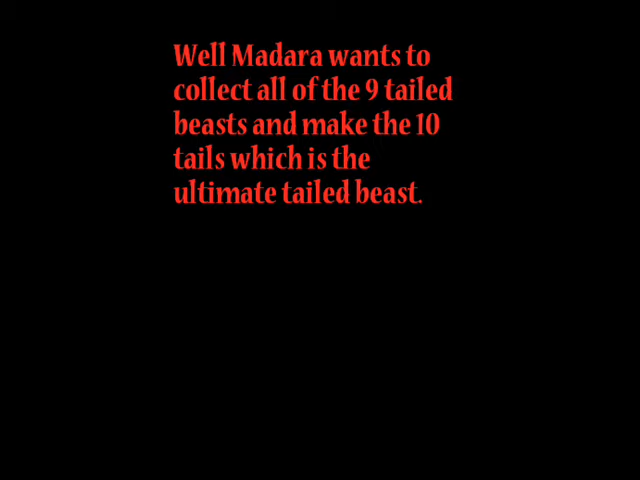 Well Madara wants to
collect all of the 9 tailed
beasts and make the 10
tails which is the
ultimate tailed beast.